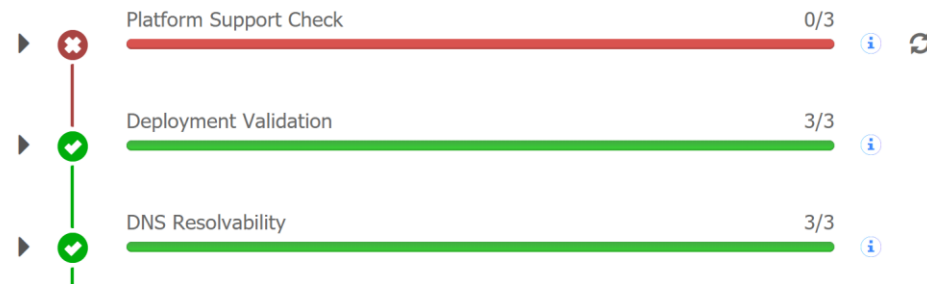 Platform Support Check 0/3
Deployment Validation 3/3
DNS Resolvability 3/3